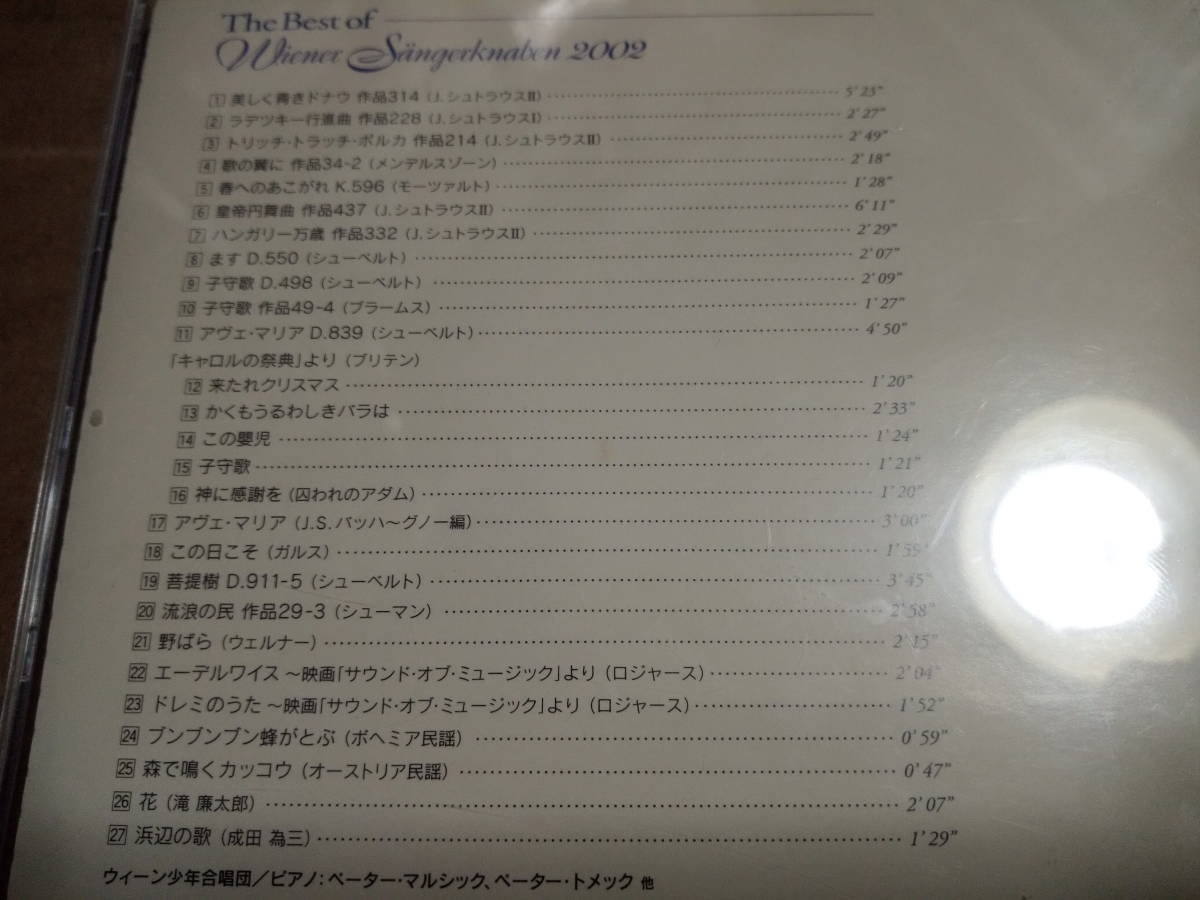 The Best of
Wiener Sängerknaben 2002
1 美しく青きドナウ 作品314 (J.シュトラウスⅡ) 5'23"
2 ラデツキー行進曲 作品228 (J.シュトラウスⅠ) 2'27"
3 トリッチ・トラッチ・ポルカ 作品214 (J.シュトラウスⅡ) 2'49"
4 歌の翼に 作品34-2 (メンデルスゾーン) 2'18"
5 春へのあこがれ K.596 (モーツァルト) 1'28"
6 皇帝円舞曲 作品437 (J.シュトラウスⅡ) 6'11"
7 ハンガリー万歳 作品332 (J.シュトラウスⅡ) 2'29"
8 ます D.550 (シューベルト) 2'07"
9 子守歌 D.498 (シューベルト) 2'09"
10 子守歌 作品49-4 (ブラームス) 1'27"
11 アヴェ・マリア D.839 (シューベルト) 4'50"
「キャロルの祭典」より (ブリテン)
12 来たれクリスマス 1'20"
13 かくもうるわしきバラは 2'33"
14 この嬰児 1'24"
15 子守歌 1'21"
16 神に感謝を (囚われのアダム) 1'20"
17 アヴェ・マリア (J.S.バッハ〜グノー編) 3'00"
18 この日こそ (ガルス) 1'59"
19 菩提樹 D.911-5 (シューベルト) 3'45"
20 流浪の民 作品29-3 (シューマン) 2'58"
21 野ばら (ウェルナー) 2'15"
22 エーデルワイス 〜映画「サウンド・オブ・ミュージック」より (ロジャース) 2'04"
23 ドレミのうた 〜映画「サウンド・オブ・ミュージック」より (ロジャース) 1'52"
24 ブンブンブン蜂がとぶ (ボヘミア民謡) 0'59"
25 森で鳴くカッコウ (オーストリア民謡) 0'47"
26 花 (滝 廉太郎) 2'07"
27 浜辺の歌 (成田 為三) 1'29"
ウィーン少年合唱団/ピアノ:ペーター・マルシック、ペーター・トメック 他